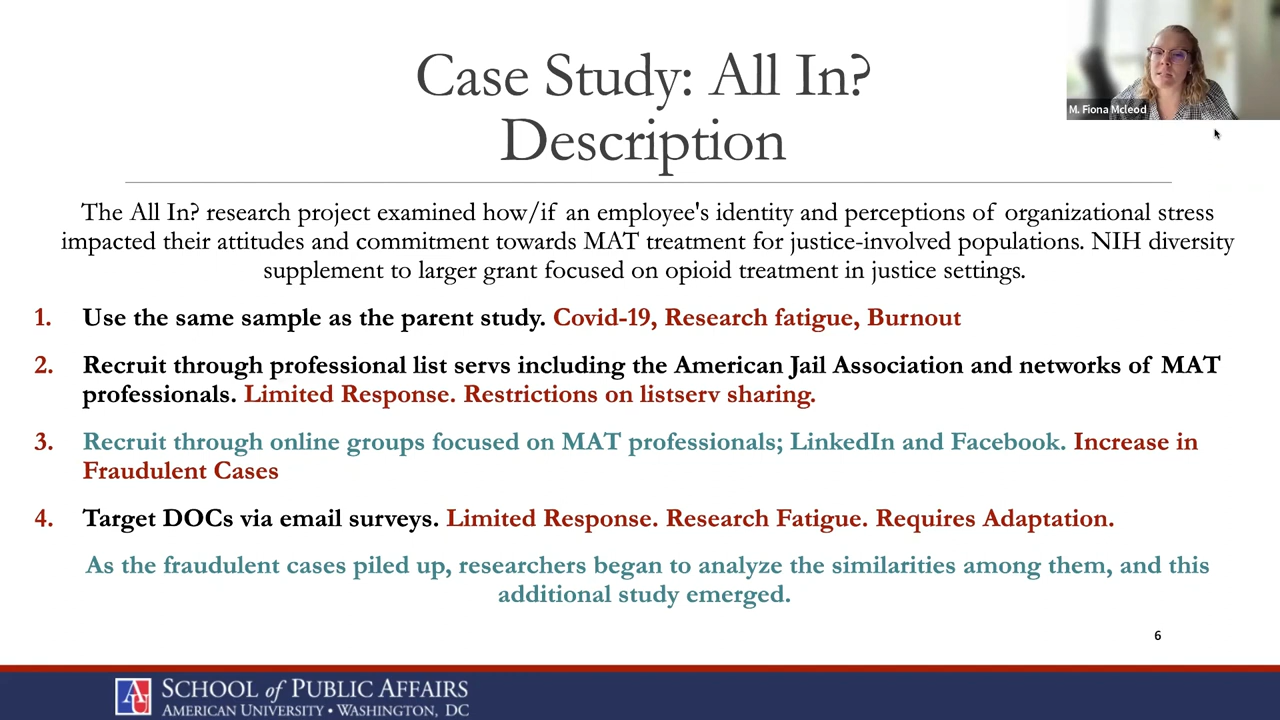 Case Study: All In?
Description
M. Fiona Mcleod
The All In? research project examined how/if an employee's identity and perceptions of organizational stress
impacted their attitudes and commitment towards MAT treatment for justice-involved populations. NIH diversity
supplement to larger grant focused on opioid treatment in justice settings.
1. Use the same sample as the parent study. Covid-19, Research fatigue, Burnout
2. Recruit through professional list servs including the American Jail Association and networks of MAT
professionals. Limited Response. Restrictions on listserv sharing.
3. Recruit through online groups focused on MAT professionals; LinkedIn and Facebook. Increase in
Fraudulent Cases
4. Target DOCs via email surveys. Limited Response. Research Fatigue. Requires Adaptation.
As the fraudulent cases piled up, researchers began to analyze the similarities among them, and this
additional study emerged.
6
AU
SCHOOL of PUBLIC AFFAIRS
AMERICAN UNIVERSITY • WASHINGTON, DC